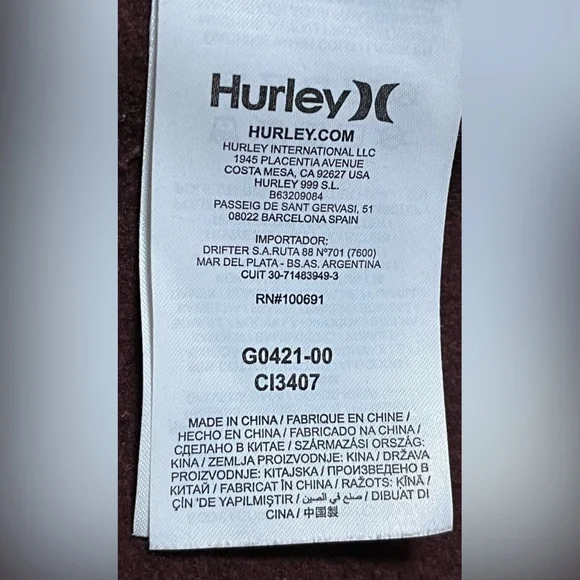 Hurley
HURLEY.COM
HURLEY INTERNATIONAL LLC
1945 PLACENTIA AVENUE
COSTA MESA, CA 92627 USA
HURLEY 999 S.L.
B63209084
PASSEIG DE SANT GERVASI, 51
08022 BARCELONA SPAIN
IMPORTADOR:
DRIFTER S.A.RUTA 88 Nº701 (7600)
MAR DEL PLATA - BS.AS. ARGENTINA
CUIT 30-71483949-3
RN#100691
G0421-00
CI3407
MADE IN CHINA / FABRIQUE EN CHINE /
HECHO EN CHINA / FABRICADO NA CHINA /
СДЕЛАНО В КИТАЕ / SZÁRMAZÁSI ORSZÁG:
KINA / ZEMLJA PROIZVODNJE: KINA / DRŽAVA
PROIZVODNJE: KITAJSKA / ПРОИЗВЕДЕНО В
КИТАЙ / FABRICAT ÎN CHINA / RAŽOTS: ĶĪNĀ /
ÇİN 'DE YAPILMIŞTIR / صنع في الصين / DIBUAT DI
CINA / 中国製